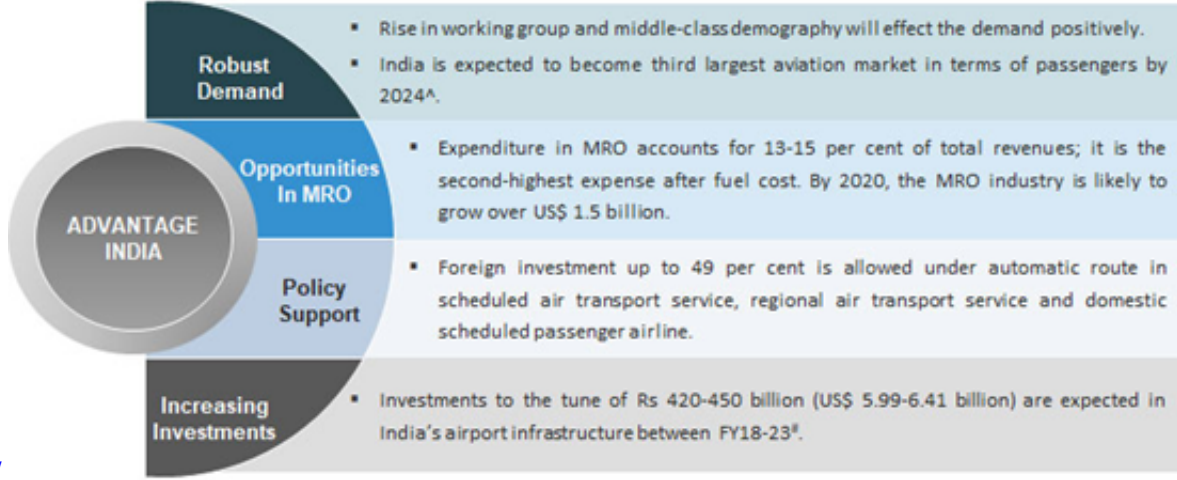 ADVANTAGE
INDIA
Robust
Demand
▪ Rise in working group and middle-class demography will effect the demand positively.
▪ India is expected to become third largest aviation market in terms of passengers by
2024^.
Opportunities
In MRO
▪ Expenditure in MRO accounts for 13-15 per cent of total revenues; it is the
second-highest expense after fuel cost. By 2020, the MRO industry is likely to
grow over US$ 1.5 billion.
Policy
Support
▪ Foreign investment up to 49 per cent is allowed under automatic route in
scheduled air transport service, regional air transport service and domestic
scheduled passenger airline.
Increasing
Investments
▪ Investments to the tune of Rs 420-450 billion (US$ 5.99-6.41 billion) are expected in
India's airport infrastructure between FY18-23#.